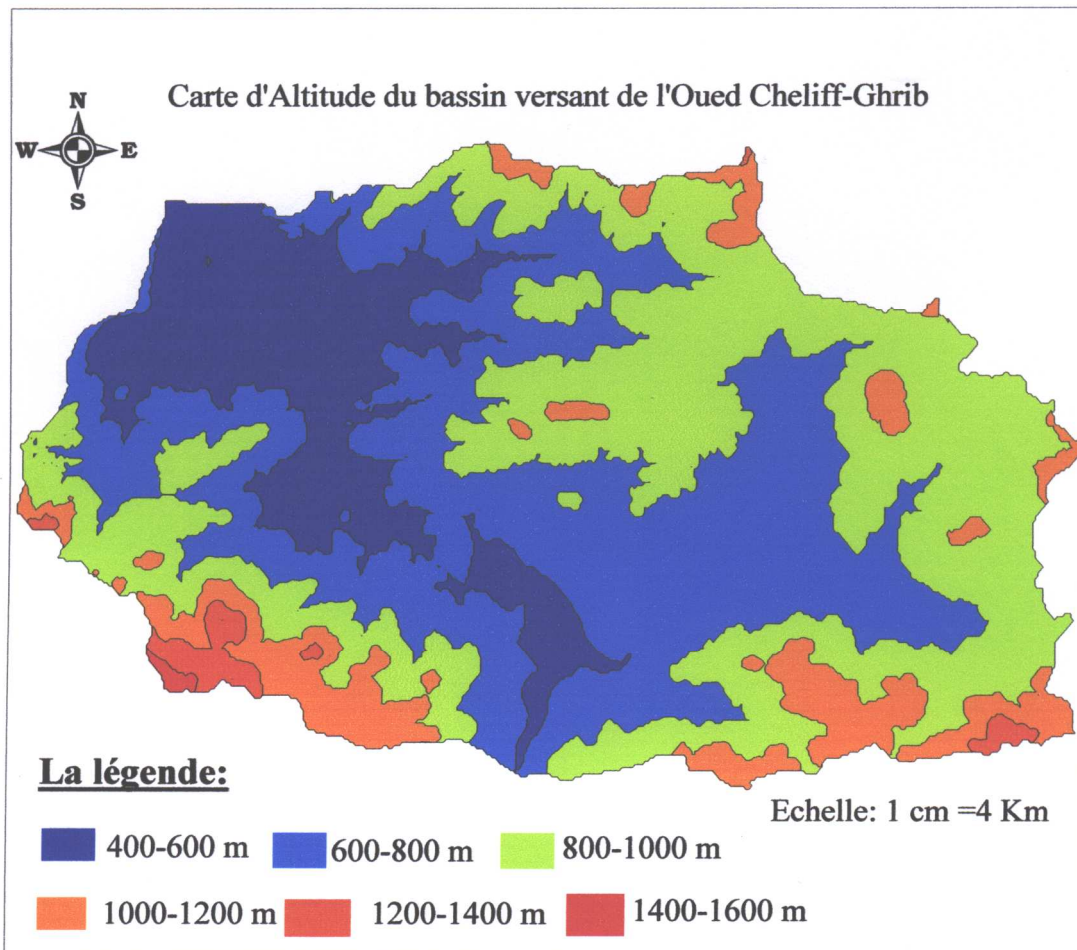 Carte d'Altitude du bassin versant de l'Oued Cheliff-Ghrib
N
W E
S
La légende:
Echelle: 1 cm =4 Km
400-600 m 600-800 m 800-1000 m
1000-1200 m 1200-1400 m 1400-1600 m